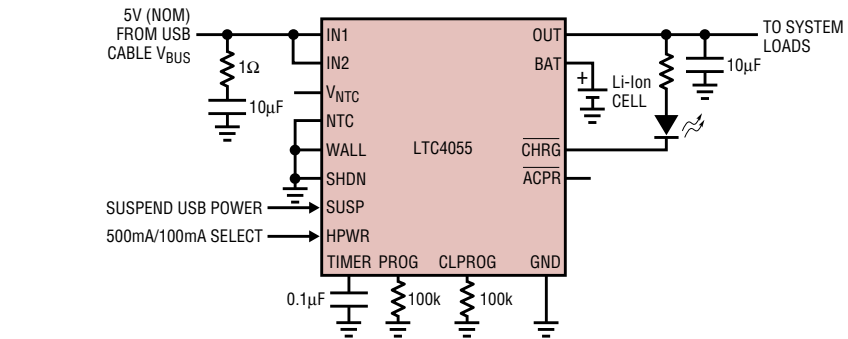 5V (NOM)
FROM USB
CABLE VBUS
1Ω
10µF
IN1
IN2
VNTC
NTC
WALL
SHDN
SUSP
HPWR
SUSPEND USB POWER
500mA/100mA SELECT
LTC4055
OUT
BAT
CHRG
ACPR
TIMER PROG CLPROG GND
TO SYSTEM
LOADS
10µF
+
Li-Ion
CELL
0.1µF
100k
100k